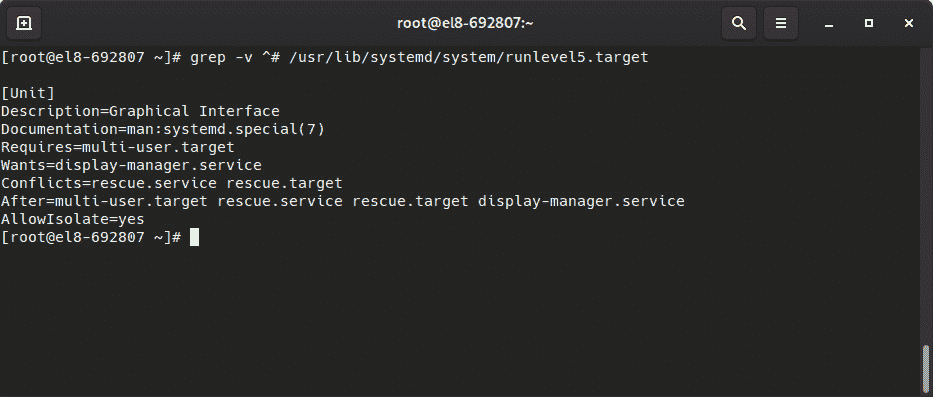 root@el8-692807:~
[root@el8-692807 ~]# grep -v ^# /usr/lib/systemd/system/runlevel5.target
[Unit]
Description=Graphical Interface
Documentation=man:systemd.special(7)
Requires=multi-user.target
Wants=display-manager.service
Conflicts=rescue.service rescue.target
After=multi-user.target rescue.service rescue.target display-manager.service
AllowIsolate=yes
[root@el8-692807 ~]#